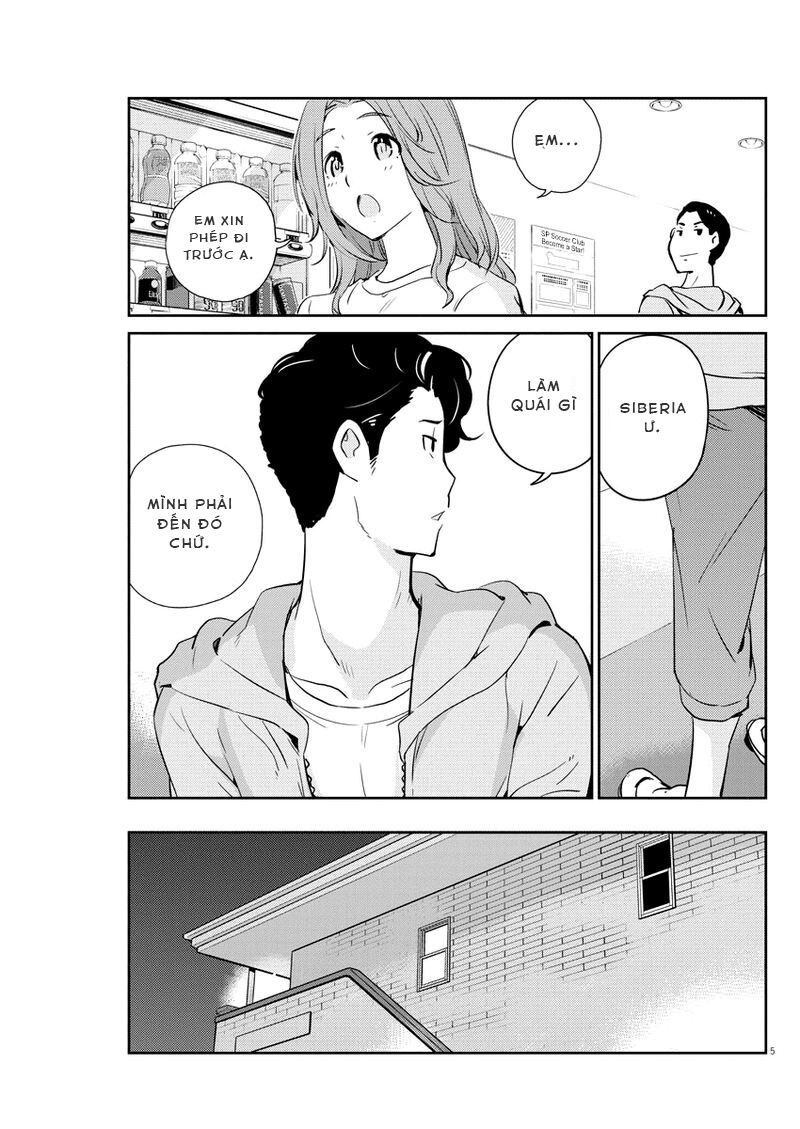 EM...
EM XIN
PHÉP ĐI
TRƯỚC Ạ.
SP Soccer Club
Become a Star!
SIBERIA
Ư.
LÀM
QUÁI GÌ
MÌNH PHẢI
ĐẾN ĐÓ
CHỨ.
5